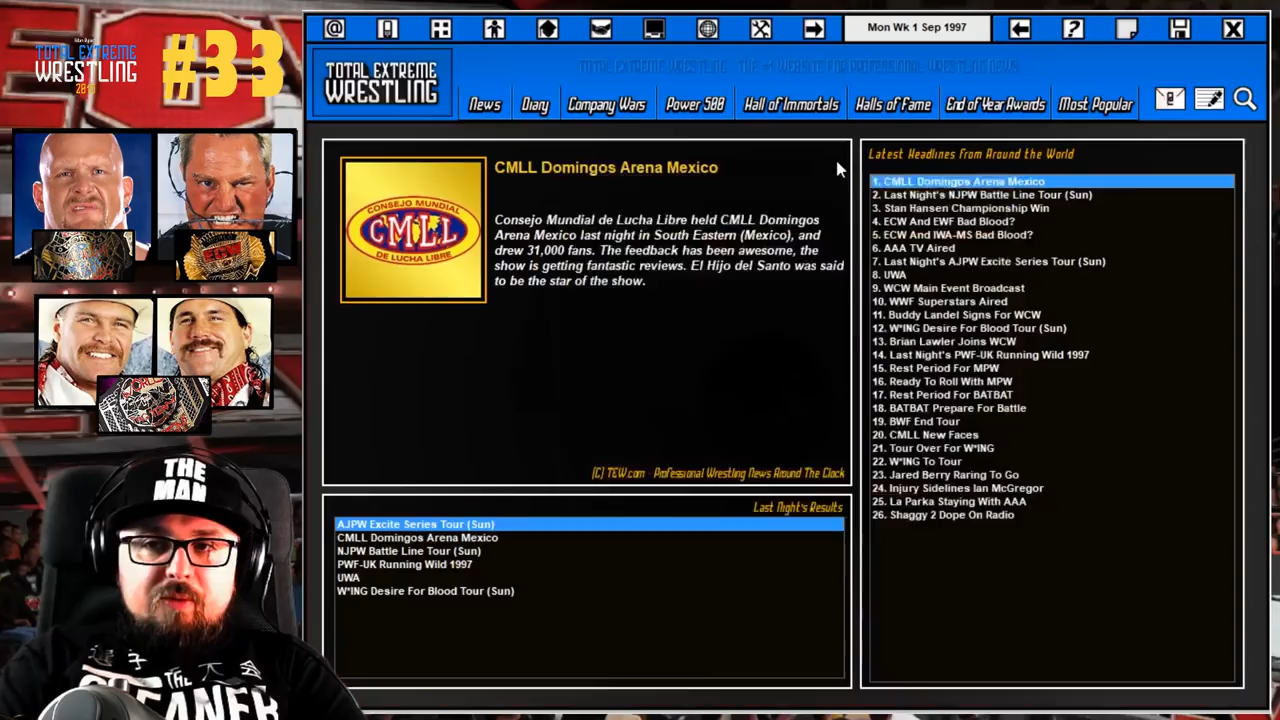 TOTAL EXTREME
WRESTLING
#33
Mon Wk 1 Sep 1997
TOTAL EXTREME WRESTLING - THE #1 WEBSITE FOR PROFESSIONAL WRESTLING NEWS
TOTAL EXTREME
WRESTLING
News
Diary
Company Wars
Power 500
Hall of Immortals
Halls of Fame
End of Year Awards
Most Popular
CMLL Domingos Arena Mexico
CONSEJO MUNDIAL
CMLL
DE LUCHA LIBRE
Consejo Mundial de Lucha Libre held CMLL Domingos
Arena Mexico last night in South Eastern (Mexico), and
drew 31,000 fans. The feedback has been awesome, the
show is getting fantastic reviews. El Hijo del Santo was said
to be the star of the show.
(C) TEW.com - Professional Wrestling News Around The Clock
Last Night's Results
AJPW Excite Series Tour (Sun)
CMLL Domingos Arena Mexico
NJPW Battle Line Tour (Sun)
PWF-UK Running Wild 1997
UWA
W*ING Desire For Blood Tour (Sun)
Latest Headlines From Around the World
1. CMLL Domingos Arena Mexico
2. Last Night's NJPW Battle Line Tour (Sun)
3. Stan Hansen Championship Win
4. ECW And EWF Bad Blood?
5. ECW And IWA-MS Bad Blood?
6. AAA TV Aired
7. Last Night's AJPW Excite Series Tour (Sun)
8. UWA
9. WCW Main Event Broadcast
10. WWF Superstars Aired
11. Buddy Landel Signs For WCW
12. W*ING Desire For Blood Tour (Sun)
13. Brian Lawler Joins WCW
14. Last Night's PWF-UK Running Wild 1997
15. Rest Period For MPW
16. Ready To Roll With MPW
17. Rest Period For BATBAT
18. BATBAT Prepare For Battle
19. BWF End Tour
20. CMLL New Faces
21. Tour Over For W*ING
22. W*ING To Tour
23. Jared Berry Raring To Go
24. Injury Sidelines Ian McGregor
25. La Parka Staying With AAA
26. Shaggy 2 Dope On Radio
THE
MAN
THE
CLEANER